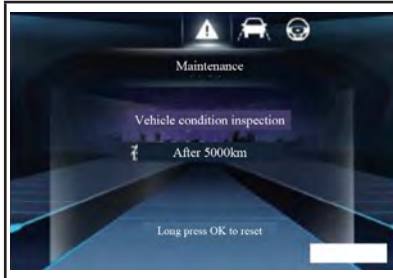 Maintenance
Vehicle condition inspection
After 5000km
Long press OK to reset